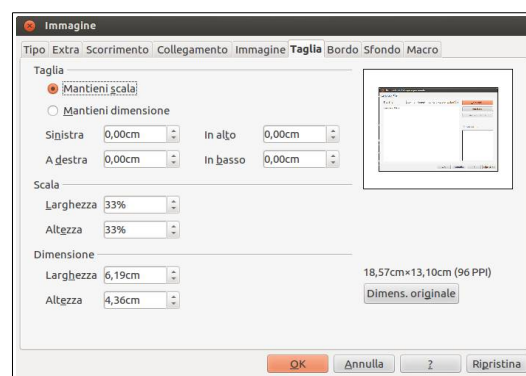 Immagine
Tipo Extra Scorrimento Collegamento Immagine Taglia Bordo Sfondo Macro
Taglia
Mantieni scala
Mantieni dimensione
Sinistra 0,00cm In alto 0,00cm
A destra 0,00cm In basso 0,00cm
Scala
Larghezza 33%
Altezza 33%
Dimensione
Larghezza 6,19cm 18,57cm×13,10cm (96 PPI)
Altezza 4,36cm Dimens. originale
OK Annulla ? Ripristina